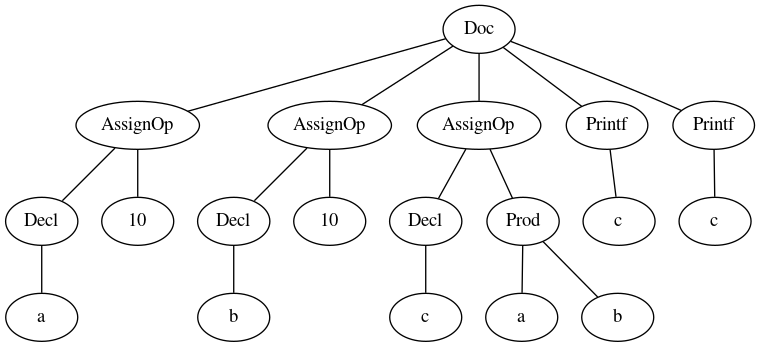 Doc
AssignOp AssignOp AssignOp Printf Printf
Decl 10 Decl 10 Decl Prod c c
a b c a b